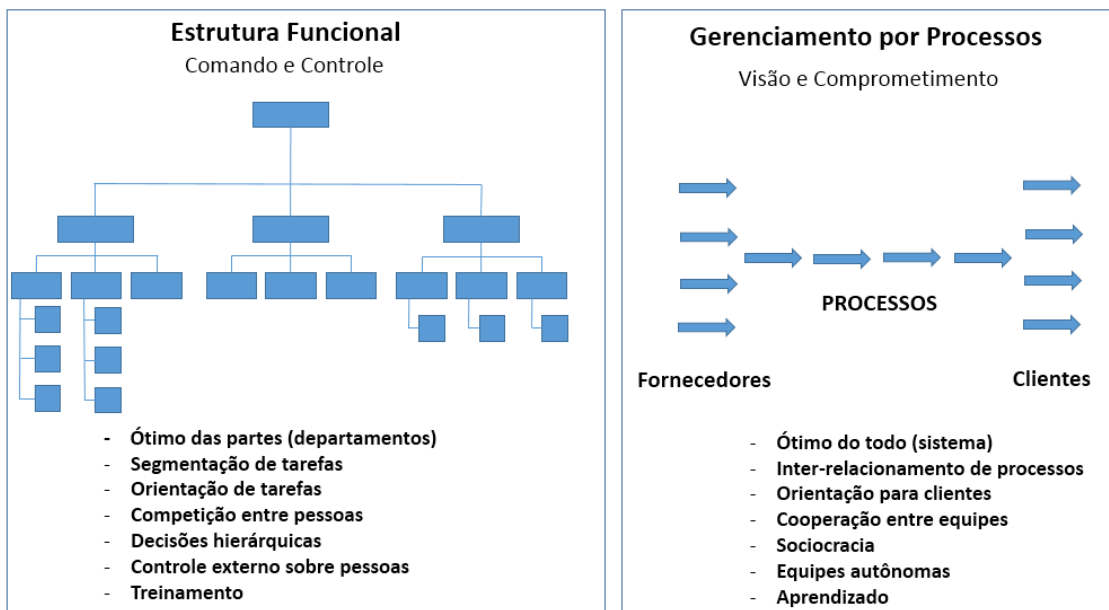 Estrutura Funcional
Comando e Controle
- Ótimo das partes (departamentos)
- Segmentação de tarefas
- Orientação de tarefas
- Competição entre pessoas
- Decisões hierárquicas
- Controle externo sobre pessoas
- Treinamento
Gerenciamento por Processos
Visão e Comprometimento
PROCESSOS
Fornecedores
Clientes
- Ótimo do todo (sistema)
- Inter-relacionamento de processos
- Orientação para clientes
- Cooperação entre equipes
- Sociocracia
- Equipes autônomas
- Aprendizado